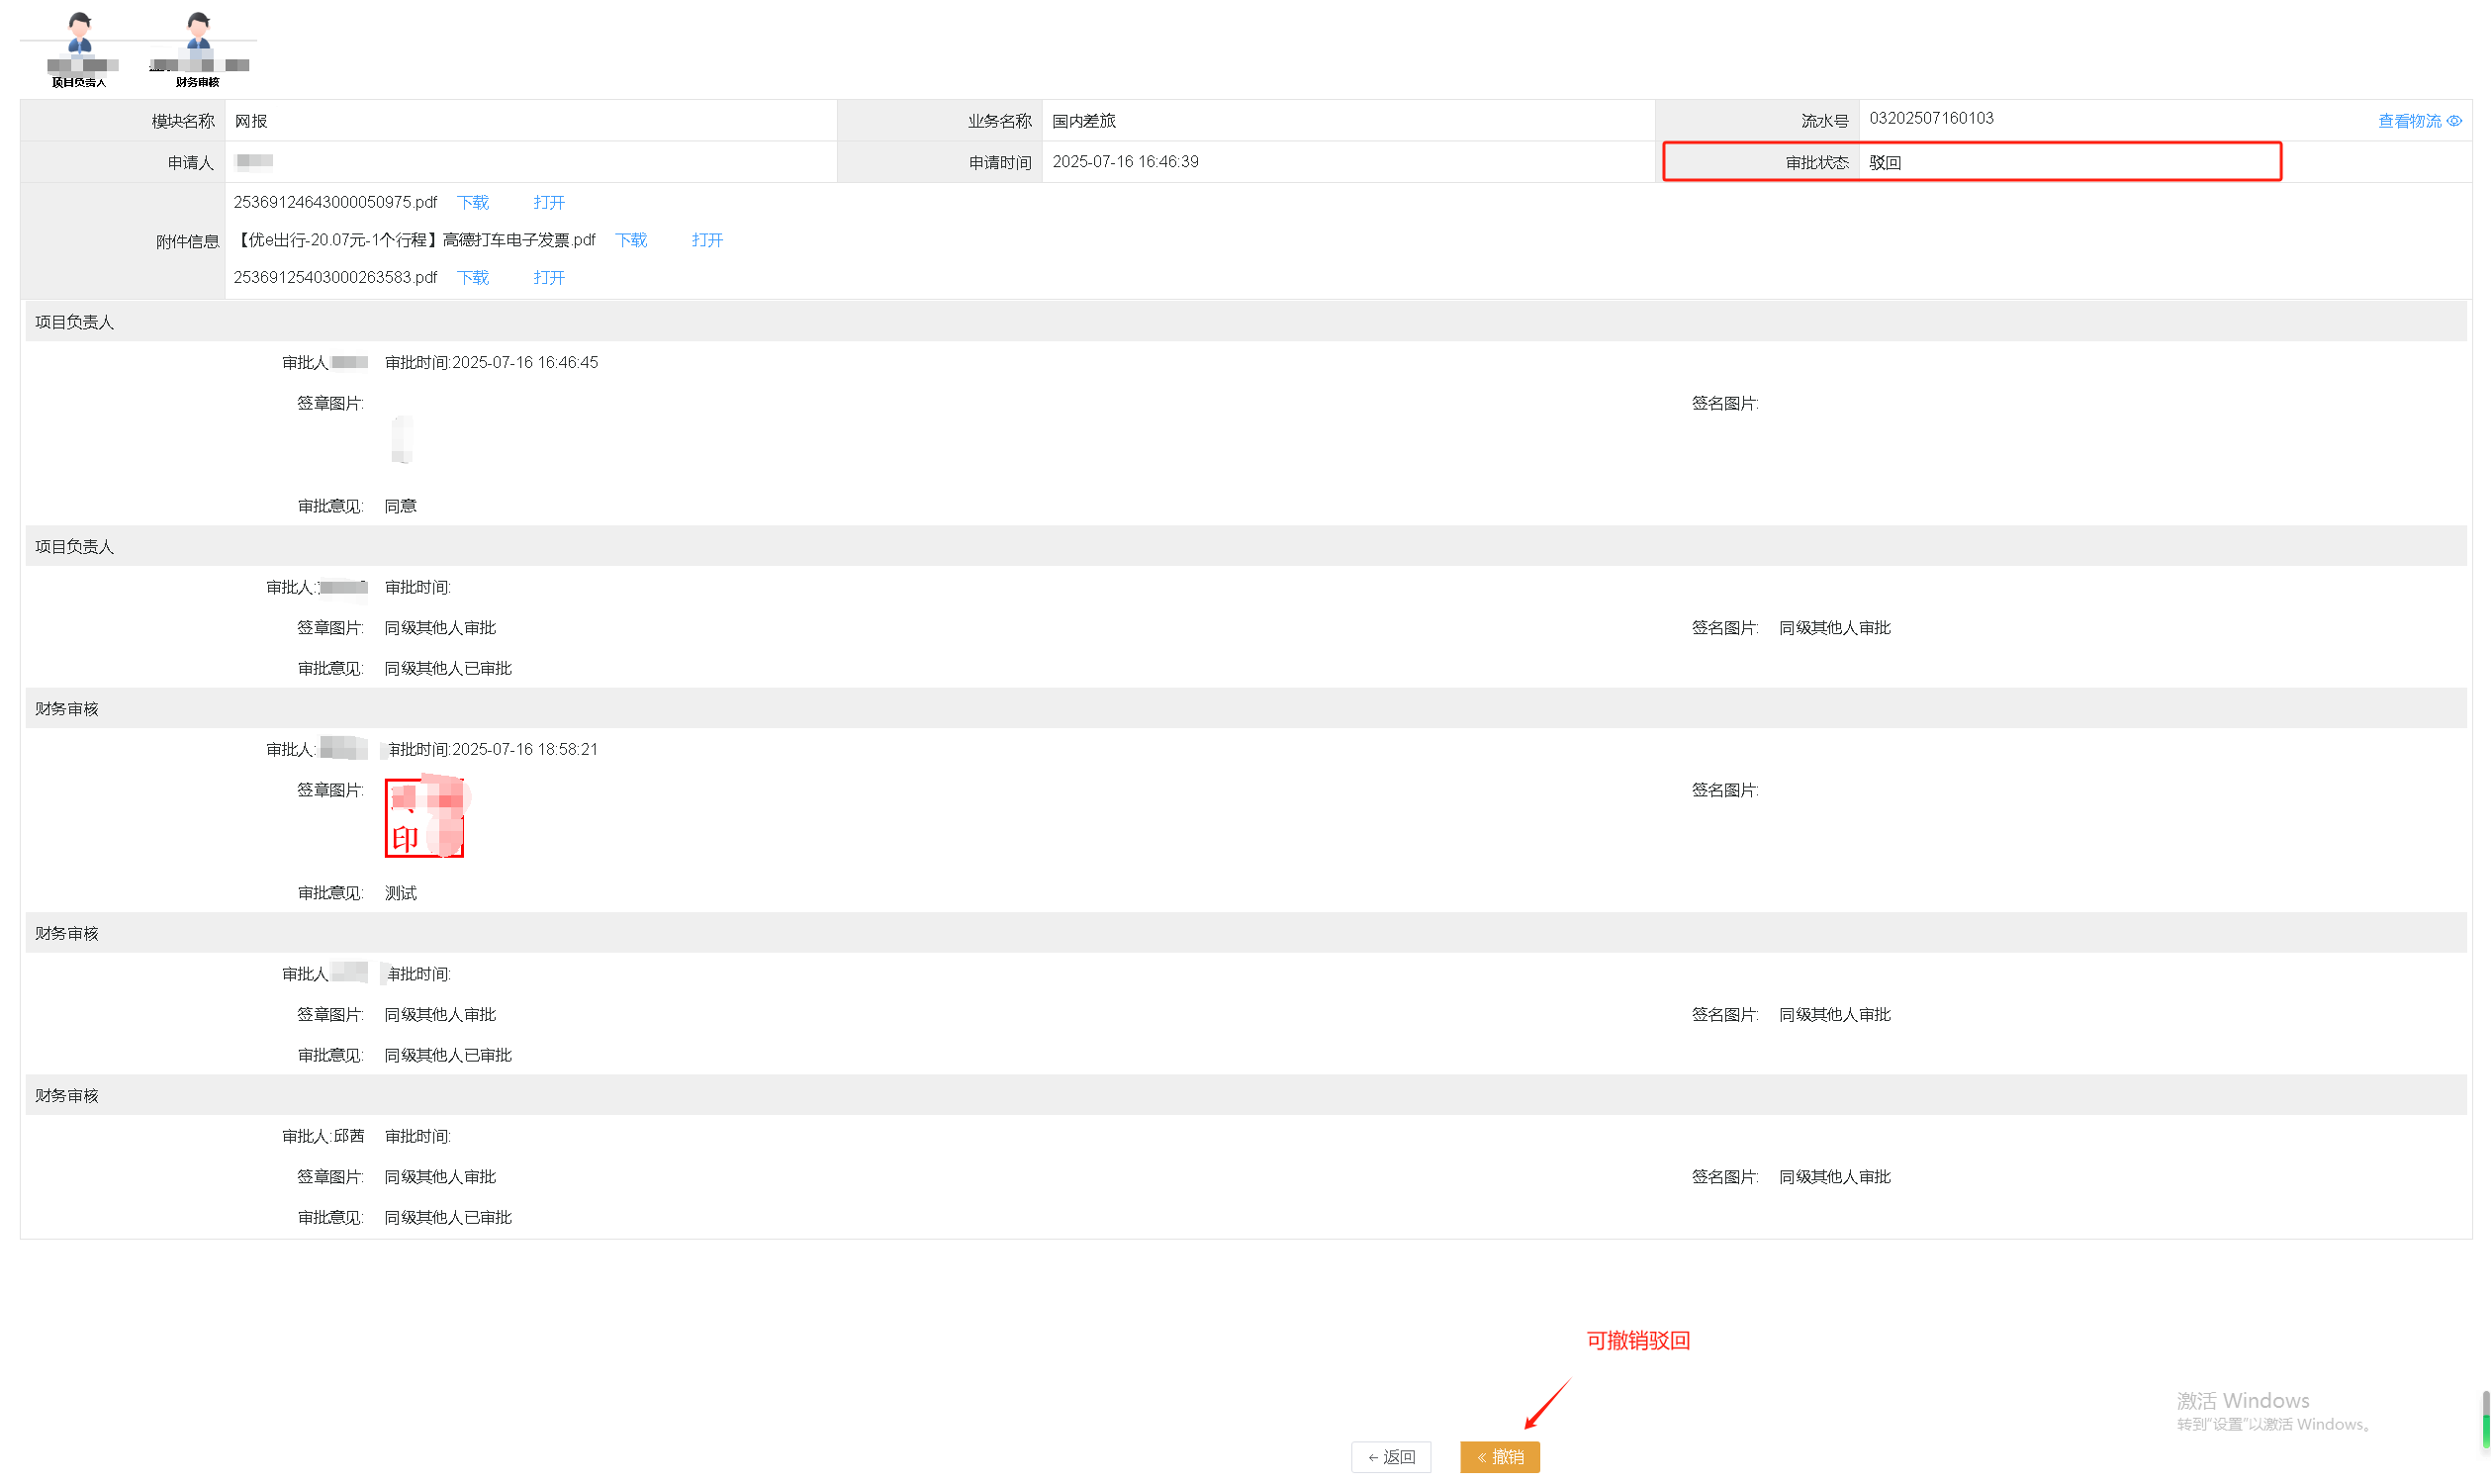 项目负责人 财务审核
模块名称 网报 业务名称 国内差旅 流水号 03202507160103 查看物流
申请人 申请时间 2025-07-16 16:46:39 审批状态 驳回
25369124643000050975.pdf 下载 打开
附件信息 【优e出行-20.07元-1个行程】高德打车电子发票.pdf 下载 打开
25369125403000263583.pdf 下载 打开
项目负责人
审批人 审批时间:2025-07-16 16:46:45
签章图片: 签名图片:
审批意见: 同意
项目负责人
审批人: 审批时间:
签章图片: 同级其他人审批 签名图片: 同级其他人审批
审批意见: 同级其他人已审批
财务审核
审批人: 审批时间:2025-07-16 18:58:21
签章图片: 签名图片:
印
审批意见: 测试
财务审核
审批人 审批时间:
签章图片: 同级其他人审批 签名图片: 同级其他人审批
审批意见: 同级其他人已审批
财务审核
审批人:邱茜 审批时间:
签章图片: 同级其他人审批 签名图片: 同级其他人审批
审批意见: 同级其他人已审批
可撤销驳回
激活 Windows
转到"设置"以激活 Windows。
返回 撤销